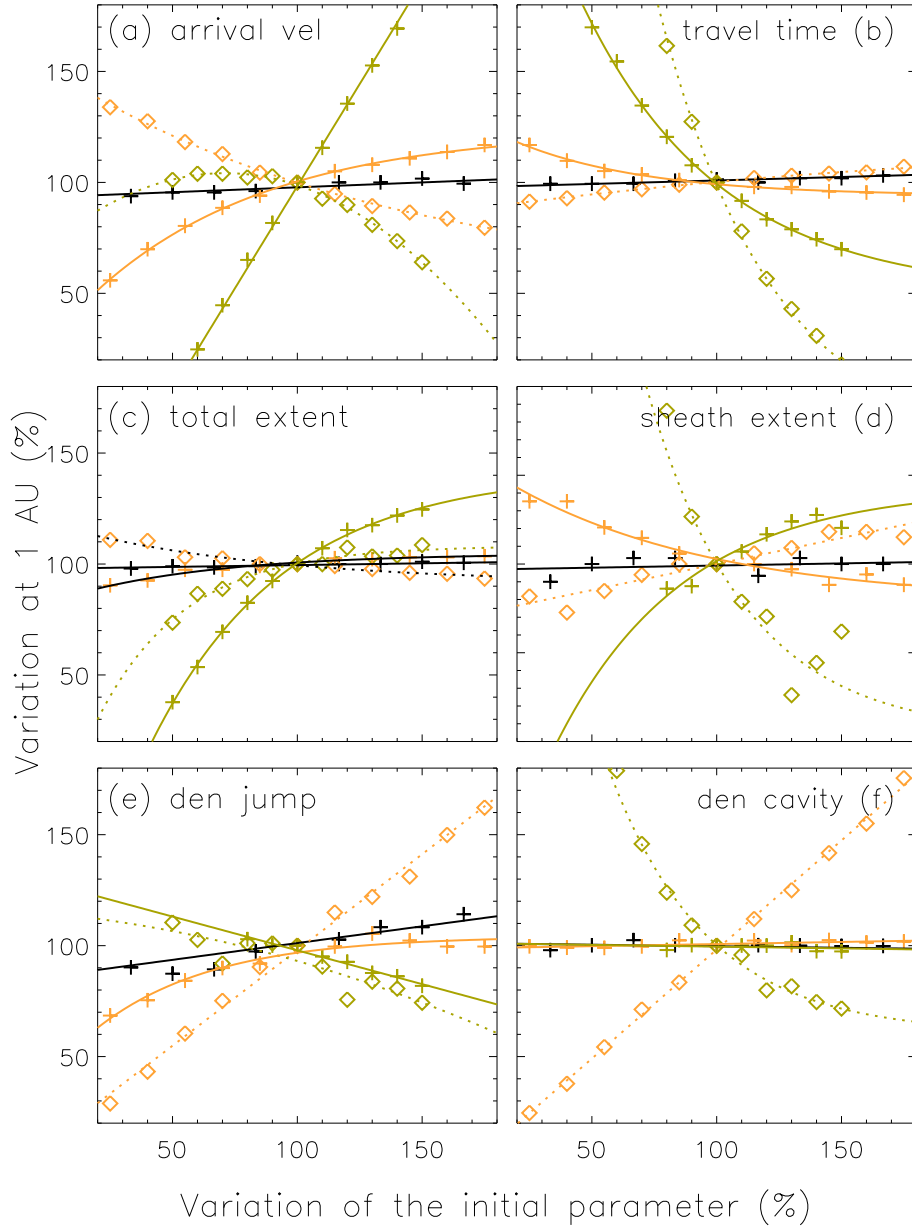 (a) arrival vel
travel time (b)
150
100
50
(c) total extent
sheath extent (d)
150
100
50
(e) den jump
den cavity (f)
150
100
50
50 100 150
50 100 150
Variation at 1 AU (%)
Variation of the initial parameter (%)